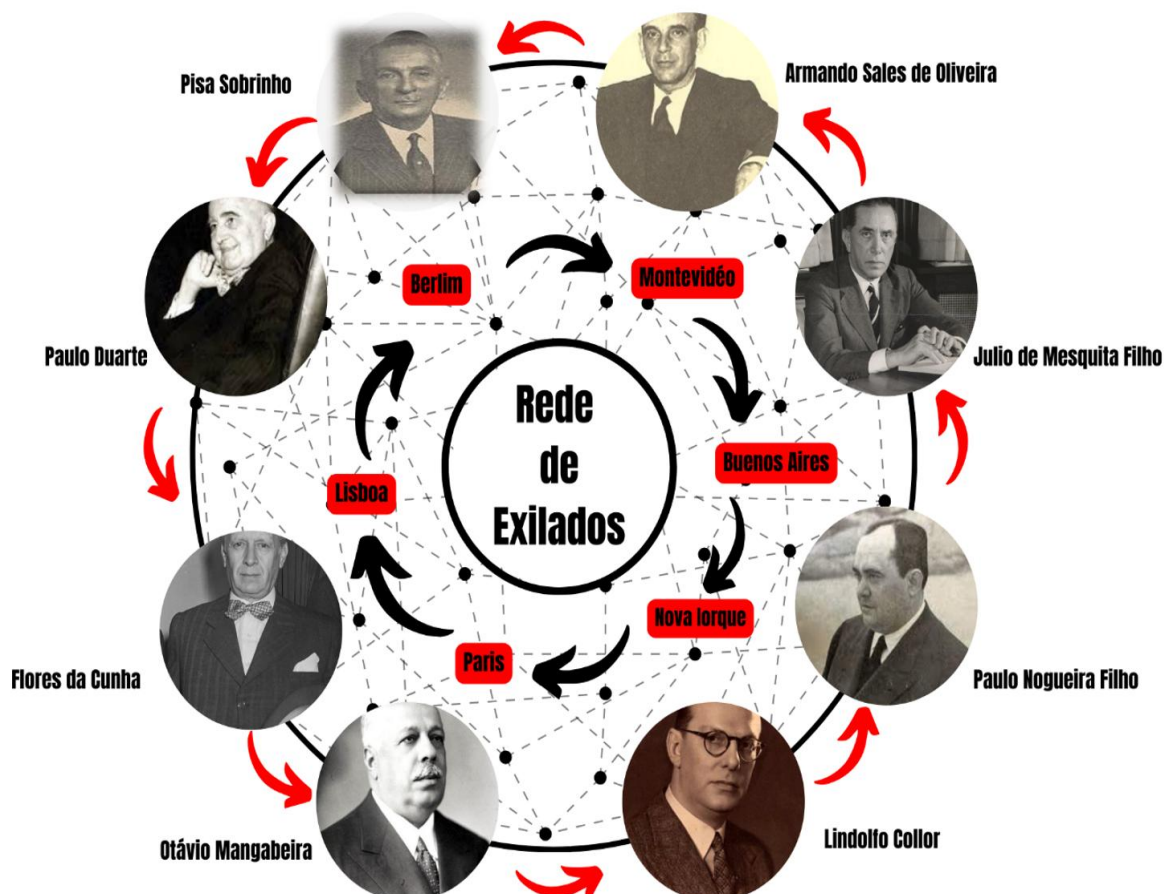 Armando Sales de Oliveira
Pisa Sobrinho
Berlim
Montevidéo
Paulo Duarte
Julio de Mesquita Filho
Rede
de
Exilados
Buenos Aires
Lisboa
Nova Iorque
Paris
Flores da Cunha
Paulo Nogueira Filho
Otávio Mangabeira
Lindolfo Collor